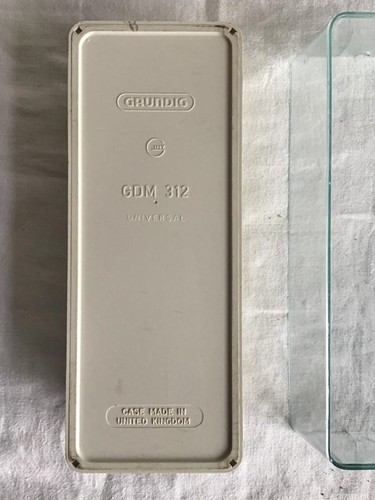 GRUNDIG
GDM 312
UNIVERSAL
CASE MADE IN
UNITED KINGDOM